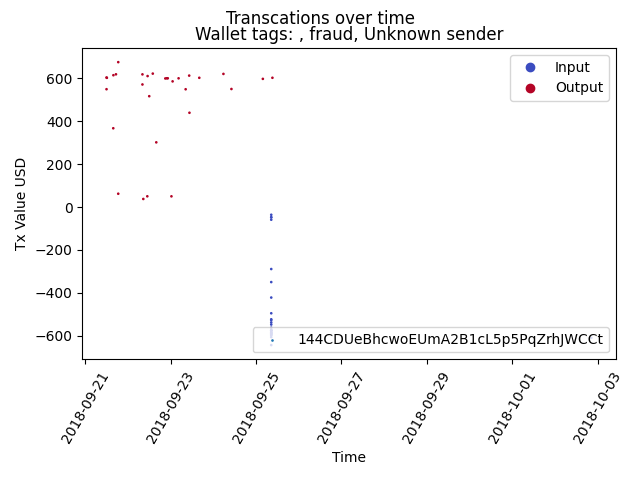 Transcations over time
Wallet tags: , fraud, Unknown sender
Input
Output
Tx Value USD
600
400
200
0
−200
−400
−600
144CDUeBhcwoEUmA2B1cL5p5PqZrhJWCCt
2018-09-21
2018-09-23
2018-09-25
2018-09-27
2018-09-29
2018-10-01
2018-10-03
Time